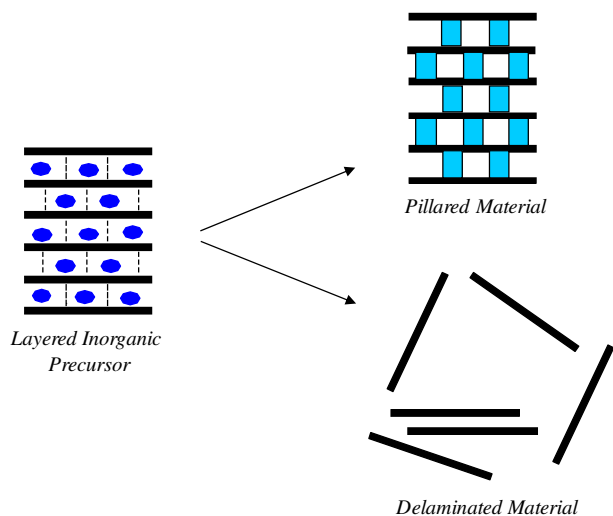 Pillared Material
Layered Inorganic
Precursor
Delaminated Material